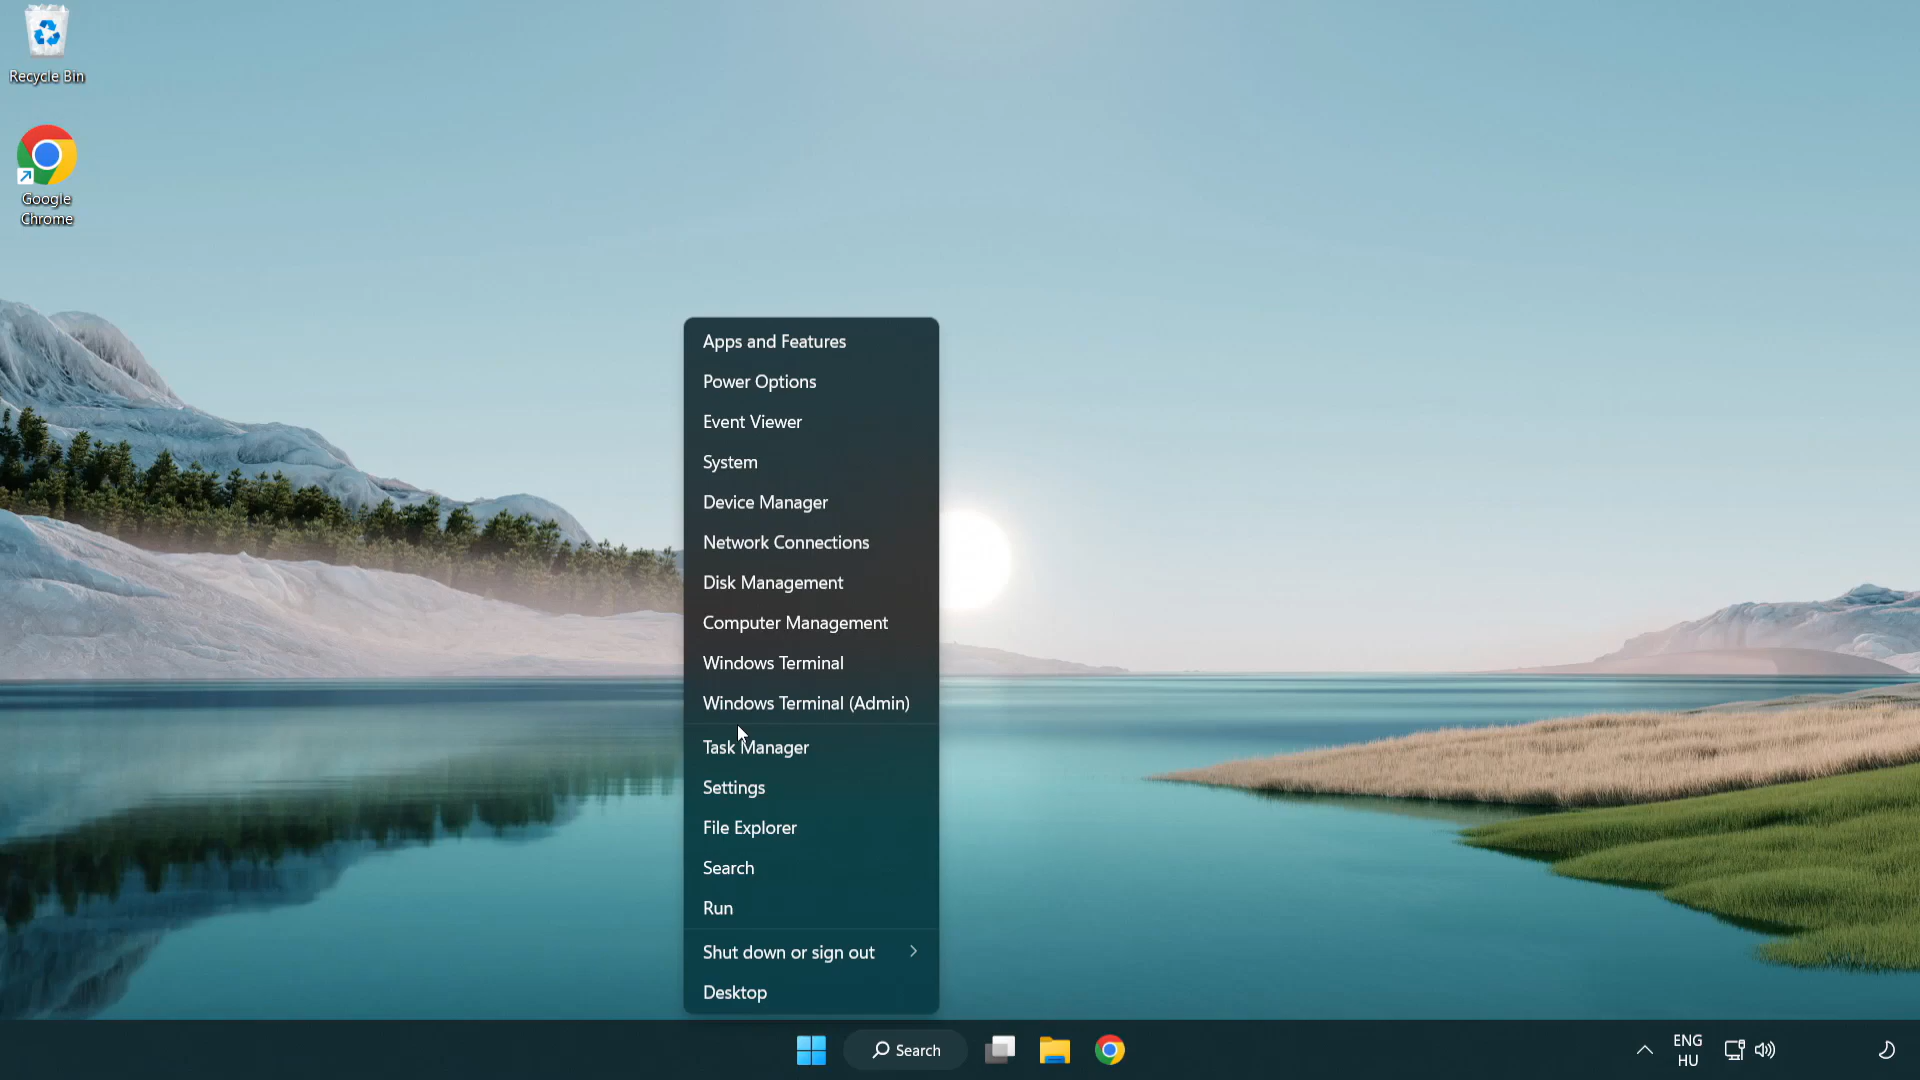 Recycle Bin
Google
Chrome
Apps and Features
Power Options
Event Viewer
System
Device Manager
Network Connections
Disk Management
Computer Management
Windows Terminal
Windows Terminal (Admin)
Task Manager
Settings
File Explorer
Search
Run
Shut down or sign out
Desktop
Search
ENG
HU